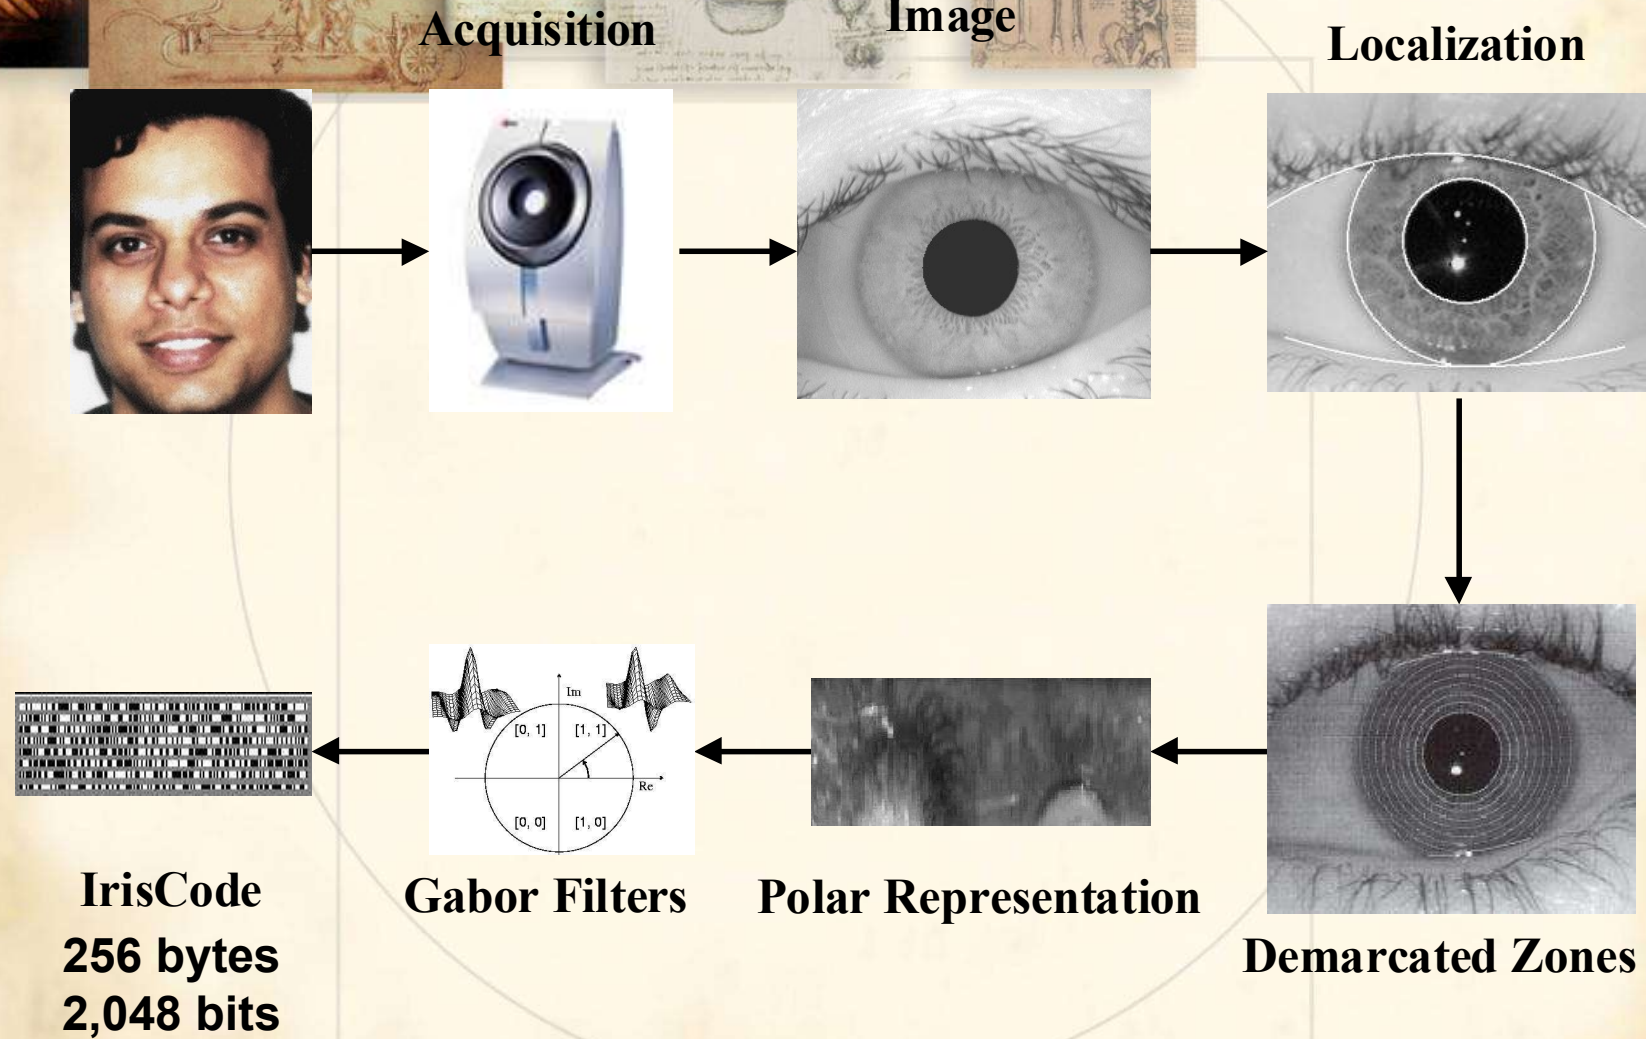 Acquisition
Image
Localization
Im
[0, 1] [1, 1]
Re
[0, 0] [1, 0]
IrisCode
256 bytes
2,048 bits
Gabor Filters
Polar Representation
Demarcated Zones